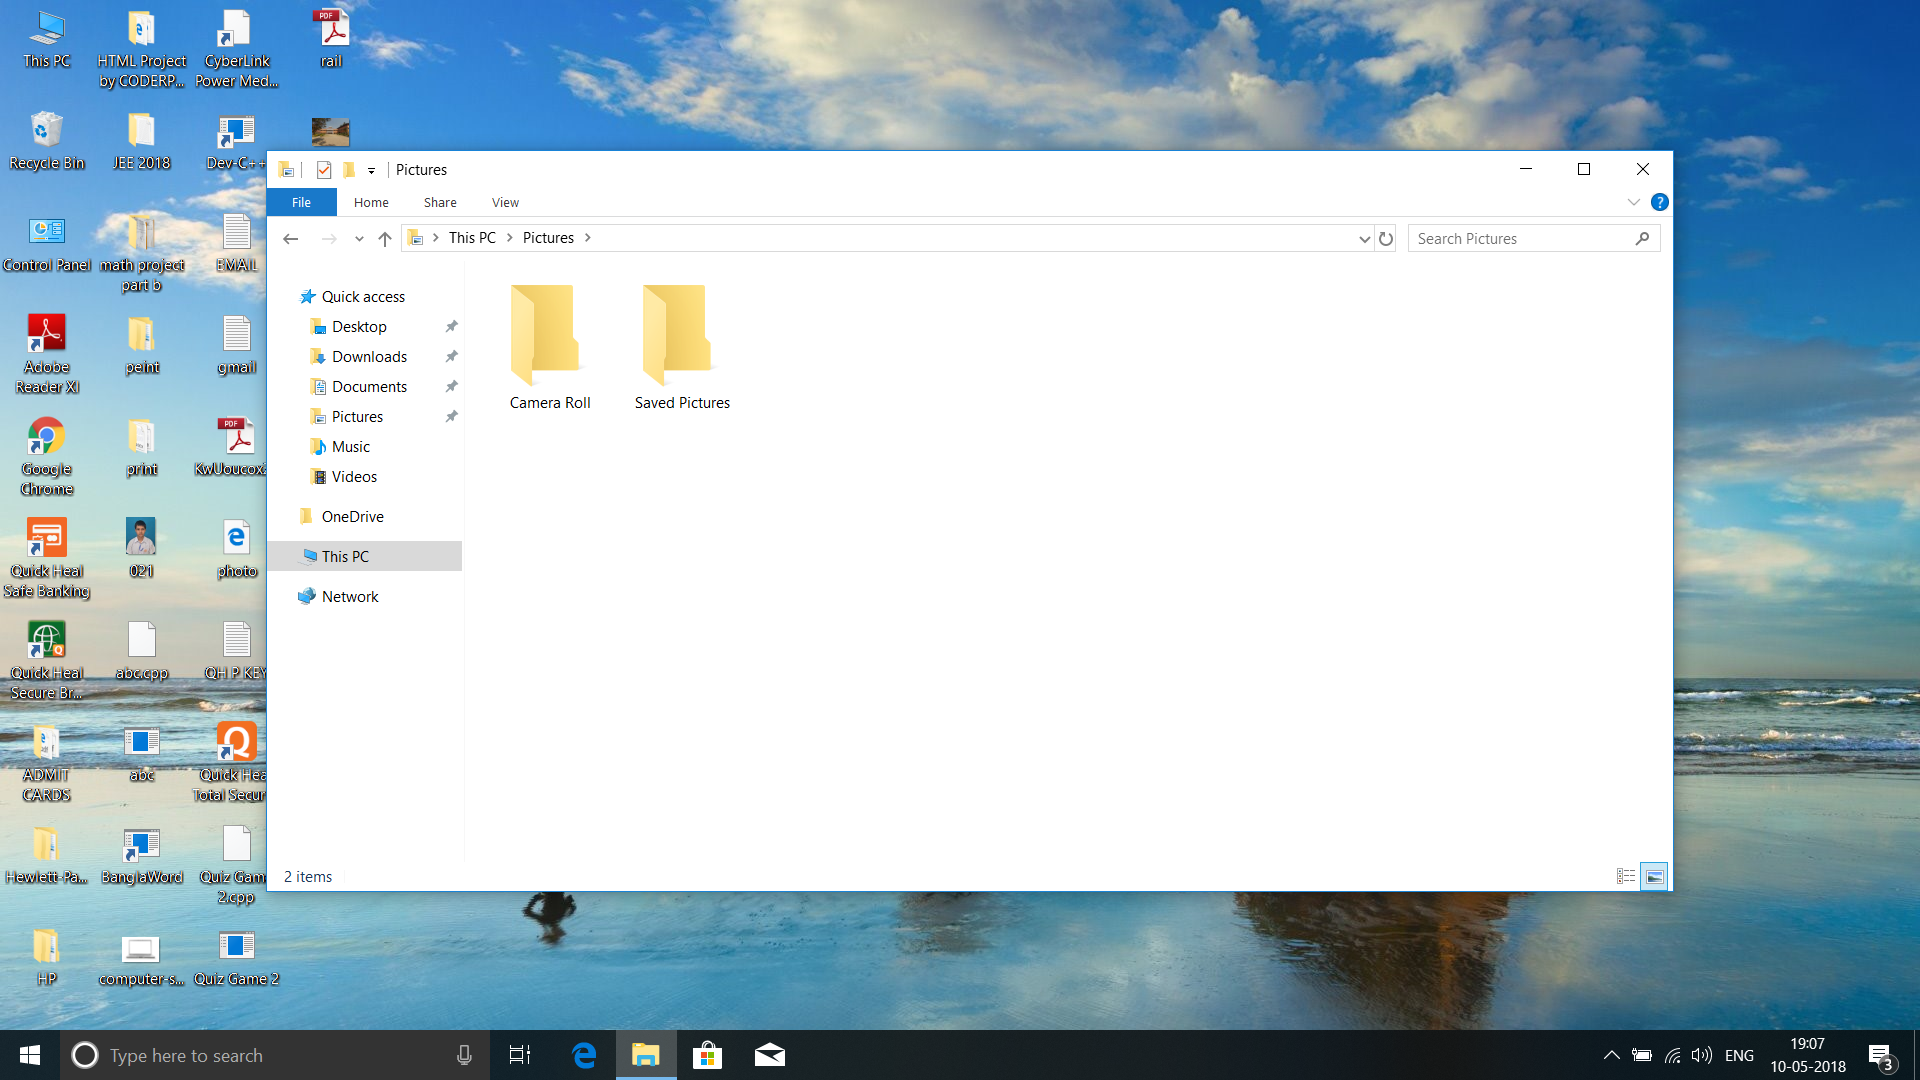 This PC
HTML Project
by CODERP...
CyberLink
Power Med...
PDF
rail
Recycle Bin
JEE 2018
Dev-C++
Control Panel
math project
part b
EMAIL
Adobe
Reader XI
peint
gmail
Google
Chrome
print
PDF
KwUoucox
Quick Heal
Safe Banking
021
photo
Quick Heal
Secure Br...
abc.cpp
QH P KEY
ADMIT
CARDS
abc
Quick Hea
Total Secur
Hewlett-Pa...
BanglaWord
Quiz Gam
2.cpp
HP
computer-s...
Quiz Game 2
Pictures
File
Home
Share
View
?
This PC
Pictures
Search Pictures
Quick access
Desktop
Downloads
Documents
Pictures
Music
Videos
OneDrive
This PC
Network
Camera Roll
Saved Pictures
2 items
Type here to search
ENG
19:07
10-05-2018
3